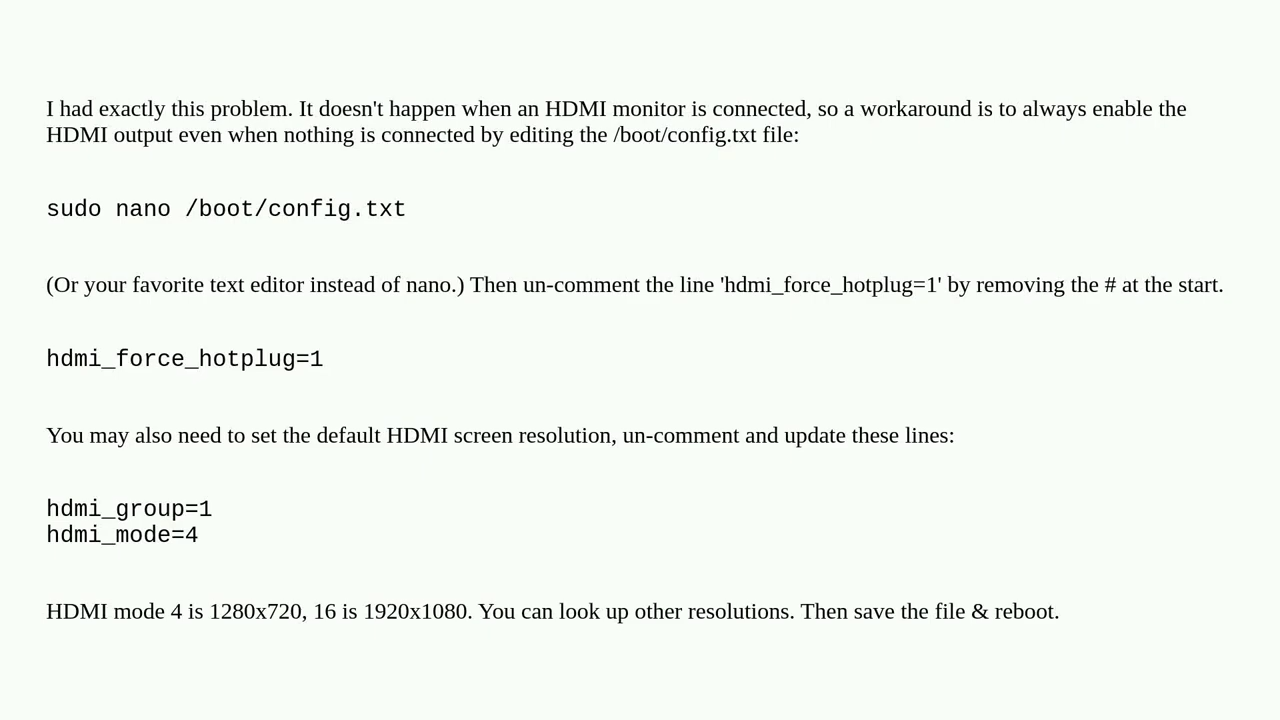 I had exactly this problem. It doesn't happen when an HDMI monitor is connected, so a workaround is to always enable the
HDMI output even when nothing is connected by editing the /boot/config.txt file:
sudo nano /boot/config.txt
(Or your favorite text editor instead of nano.) Then un-comment the line 'hdmi_force_hotplug=1' by removing the # at the start.
hdmi_force_hotplug=1
You may also need to set the default HDMI screen resolution, un-comment and update these lines:
hdmi_group=1
hdmi_mode=4
HDMI mode 4 is 1280x720, 16 is 1920x1080. You can look up other resolutions. Then save the file & reboot.